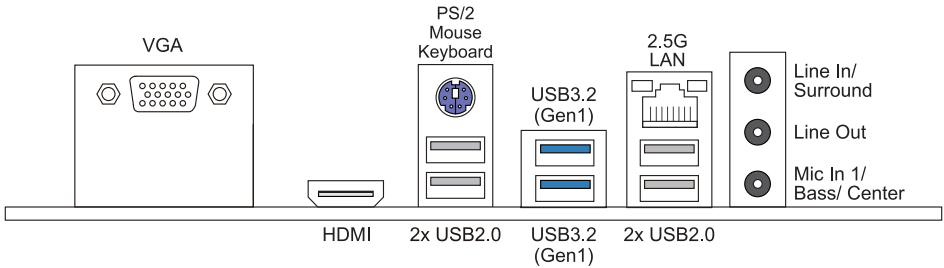 VGA
PS/2
Mouse
Keyboard
USB3.2
(Gen1)
2.5G
LAN
Line In/
Surround
Line Out
Mic In 1/
Bass/ Center
HDMI
2x USB2.0
USB3.2
(Gen1)
2x USB2.0